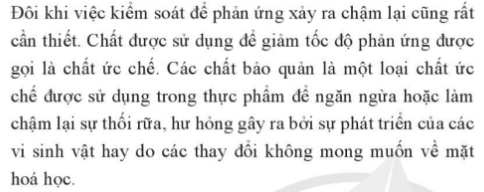 Đôi khi việc kiểm soát để phản ứng xảy ra chậm lại cũng rất
cần thiết. Chất được sử dụng để giảm tốc độ phản ứng được
gọi là chất ức chế. Các chất bảo quản là một loại chất ức
chế được sử dụng trong thực phẩm để ngăn ngừa hoặc làm
chậm lại sự thối rữa, hư hỏng gây ra bởi sự phát triển của các
vi sinh vật hay do các thay đổi không mong muốn về mặt
hoá học.